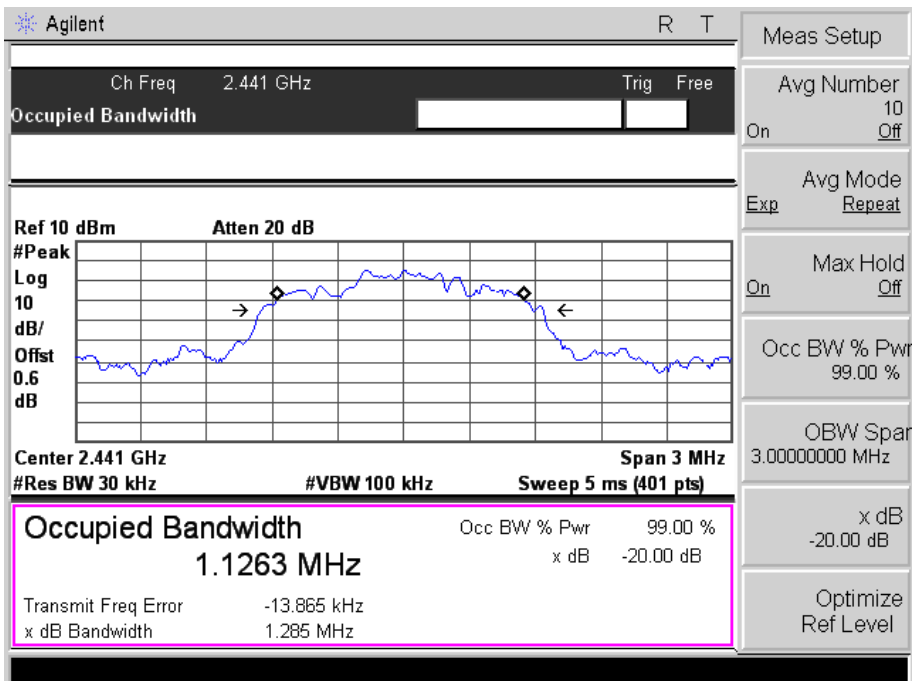 Agilent R T
Ch Freq 2.441 GHz Trig Free
Occupied Bandwidth
Ref 10 dBm Atten 20 dB
#Peak
Log
10
dB/
Offst
0.6
dB
Center 2.441 GHz Span 3 MHz
#Res BW 30 kHz #VBW 100 kHz Sweep 5 ms (401 pts)
Occupied Bandwidth Occ BW % Pwr 99.00 %
1.1263 MHz x dB -20.00 dB
Transmit Freq Error -13.865 kHz
x dB Bandwidth 1.285 MHz
Meas Setup
Avg Number
10
On Off
Avg Mode
Exp Repeat
Max Hold
On Off
Occ BW % Pwr
99.00 %
OBW Span
3.00000000 MHz
x dB
-20.00 dB
Optimize
Ref Level